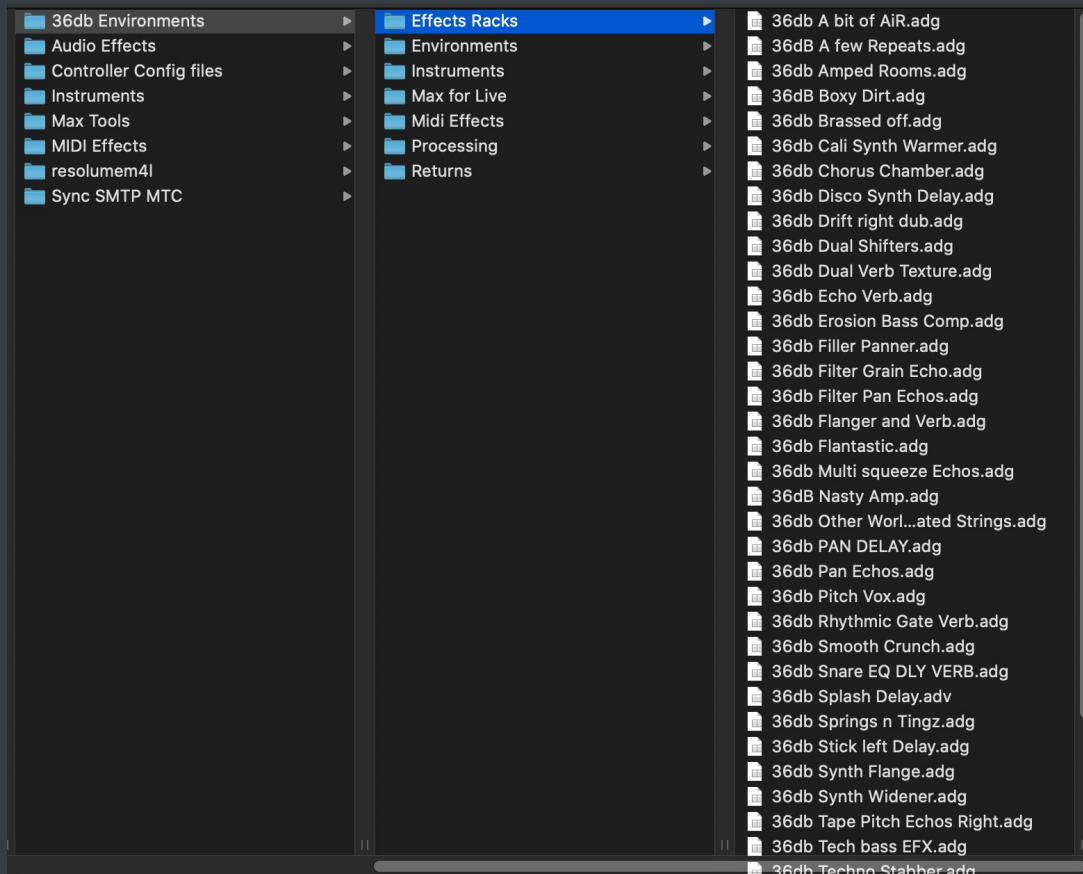 36db Environments
Audio Effects
Controller Config files
Instruments
Max Tools
MIDI Effects
resolumem4l
Sync SMTP MTC
Effects Racks
Environments
Instruments
Max for Live
Midi Effects
Processing
Returns
36db A bit of AiR.adg
36dB A few Repeats.adg
36db Amped Rooms.adg
36dB Boxy Dirt.adg
36db Brassed off.adg
36db Cali Synth Warmer.adg
36db Chorus Chamber.adg
36db Disco Synth Delay.adg
36db Drift right dub.adg
36db Dual Shifters.adg
36db Dual Verb Texture.adg
36db Echo Verb.adg
36db Erosion Bass Comp.adg
36db Filler Panner.adg
36db Filter Grain Echo.adg
36db Filter Pan Echos.adg
36db Flanger and Verb.adg
36db Flantastic.adg
36db Multi squeeze Echos.adg
36dB Nasty Amp.adg
36db Other Worl...ated Strings.adg
36db PAN DELAY.adg
36db Pan Echos.adg
36db Pitch Vox.adg
36db Rhythmic Gate Verb.adg
36db Smooth Crunch.adg
36db Snare EQ DLY VERB.adg
36db Splash Delay.adv
36db Springs n Tingz.adg
36db Stick left Delay.adg
36db Synth Flange.adg
36db Synth Widener.adg
36db Tape Pitch Echos Right.adg
36db Tech bass EFX.adg
36db Techno Stabber.adg